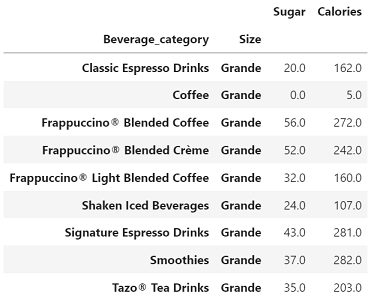 Sugar Calories
Beverage_category Size
Classic Espresso Drinks Grande 20.0 162.0
Coffee Grande 0.0 5.0
Frappuccino® Blended Coffee Grande 56.0 272.0
Frappuccino® Blended Crème Grande 52.0 242.0
Frappuccino® Light Blended Coffee Grande 32.0 160.0
Shaken Iced Beverages Grande 24.0 107.0
Signature Espresso Drinks Grande 43.0 281.0
Smoothies Grande 37.0 282.0
Tazo® Tea Drinks Grande 35.0 203.0